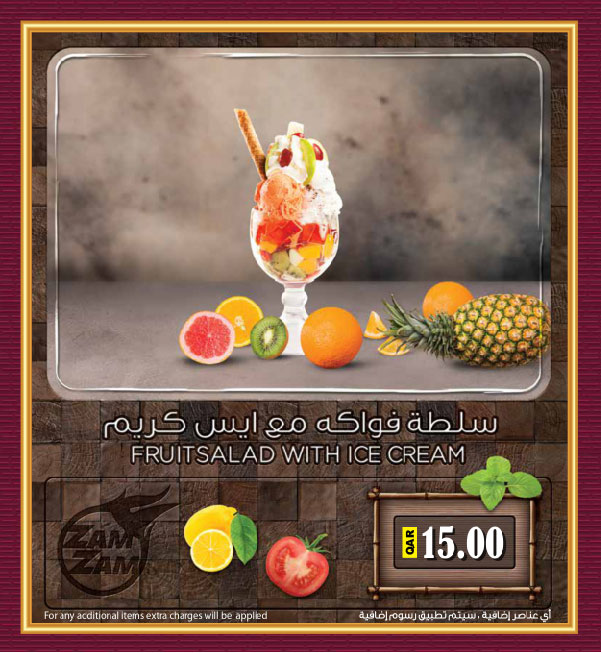 سلطة فواكه مع ايس كريم
FRUITSALAD WITH ICE CREAM
ZAM
ZAM
QAR 15.00
For any acditional items extra charges will be applied
أي عناصر إضافية ، سيتم تطبيق رسوم إضافية